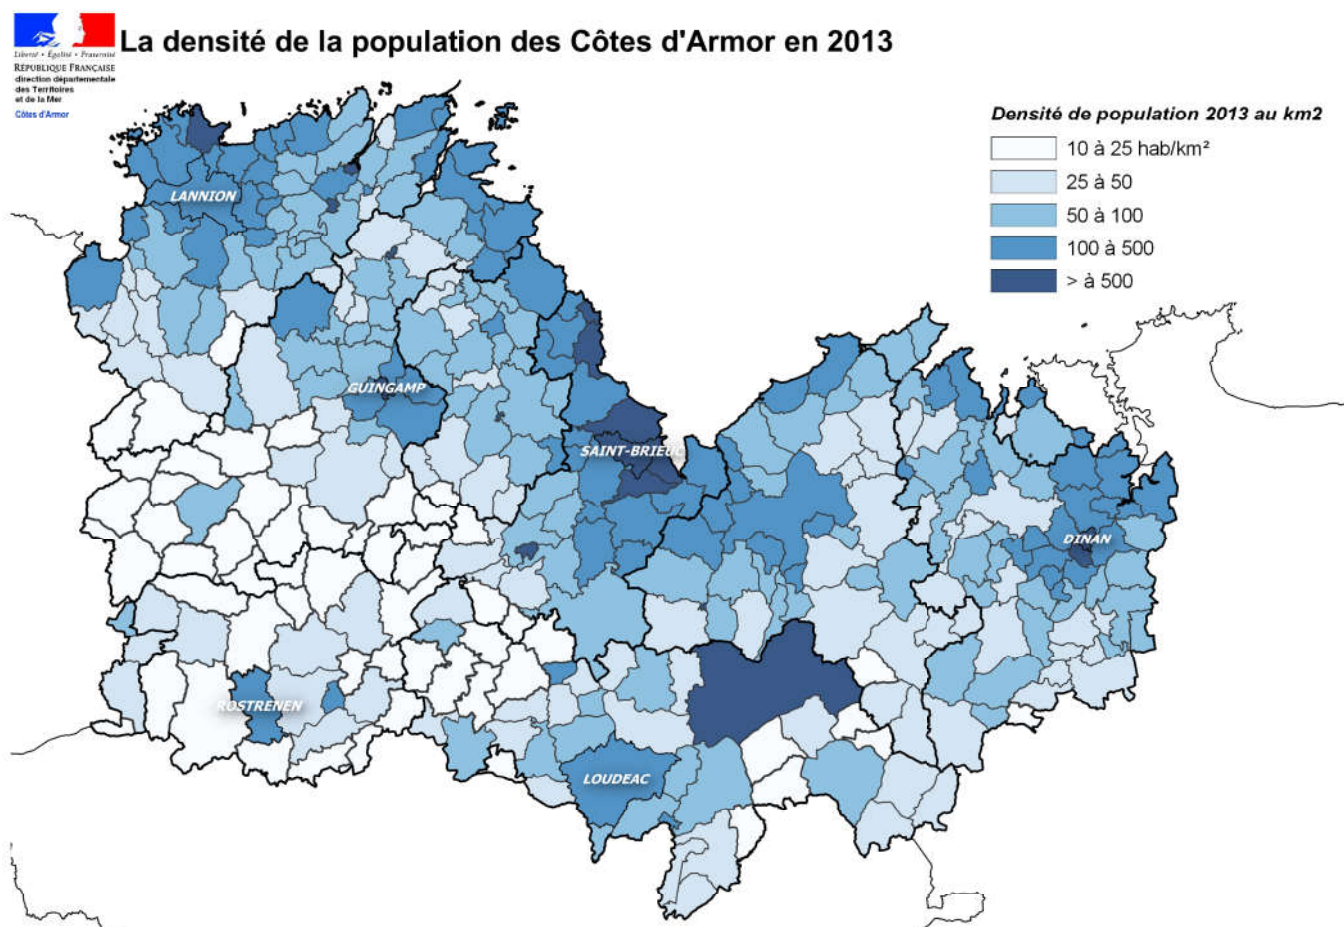 La densité de la population des Côtes d'Armor en 2013
Liberté • Égalité • Fraternité
RÉPUBLIQUE FRANÇAISE
direction départementale
des Territoires
et de la Mer
Côtes d'Armor
Densité de population 2013 au km2
10 à 25 hab/km²
25 à 50
50 à 100
100 à 500
> à 500
LANNION
GUINGAMP
SAINT-BRIEUC
DINAN
ROSTRENEN
LOUDEAC